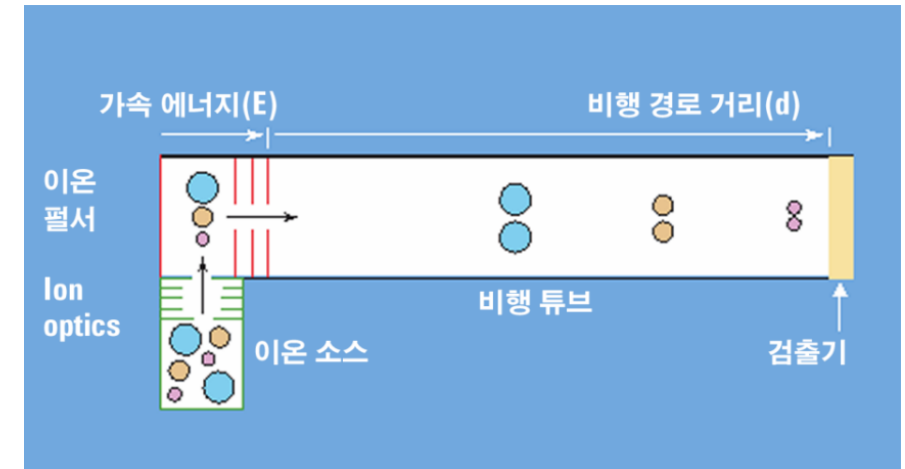 가속 에너지(E)
비행 경로 거리(d)
이온
펄서
Ion
optics
이온 소스
비행 튜브
검출기